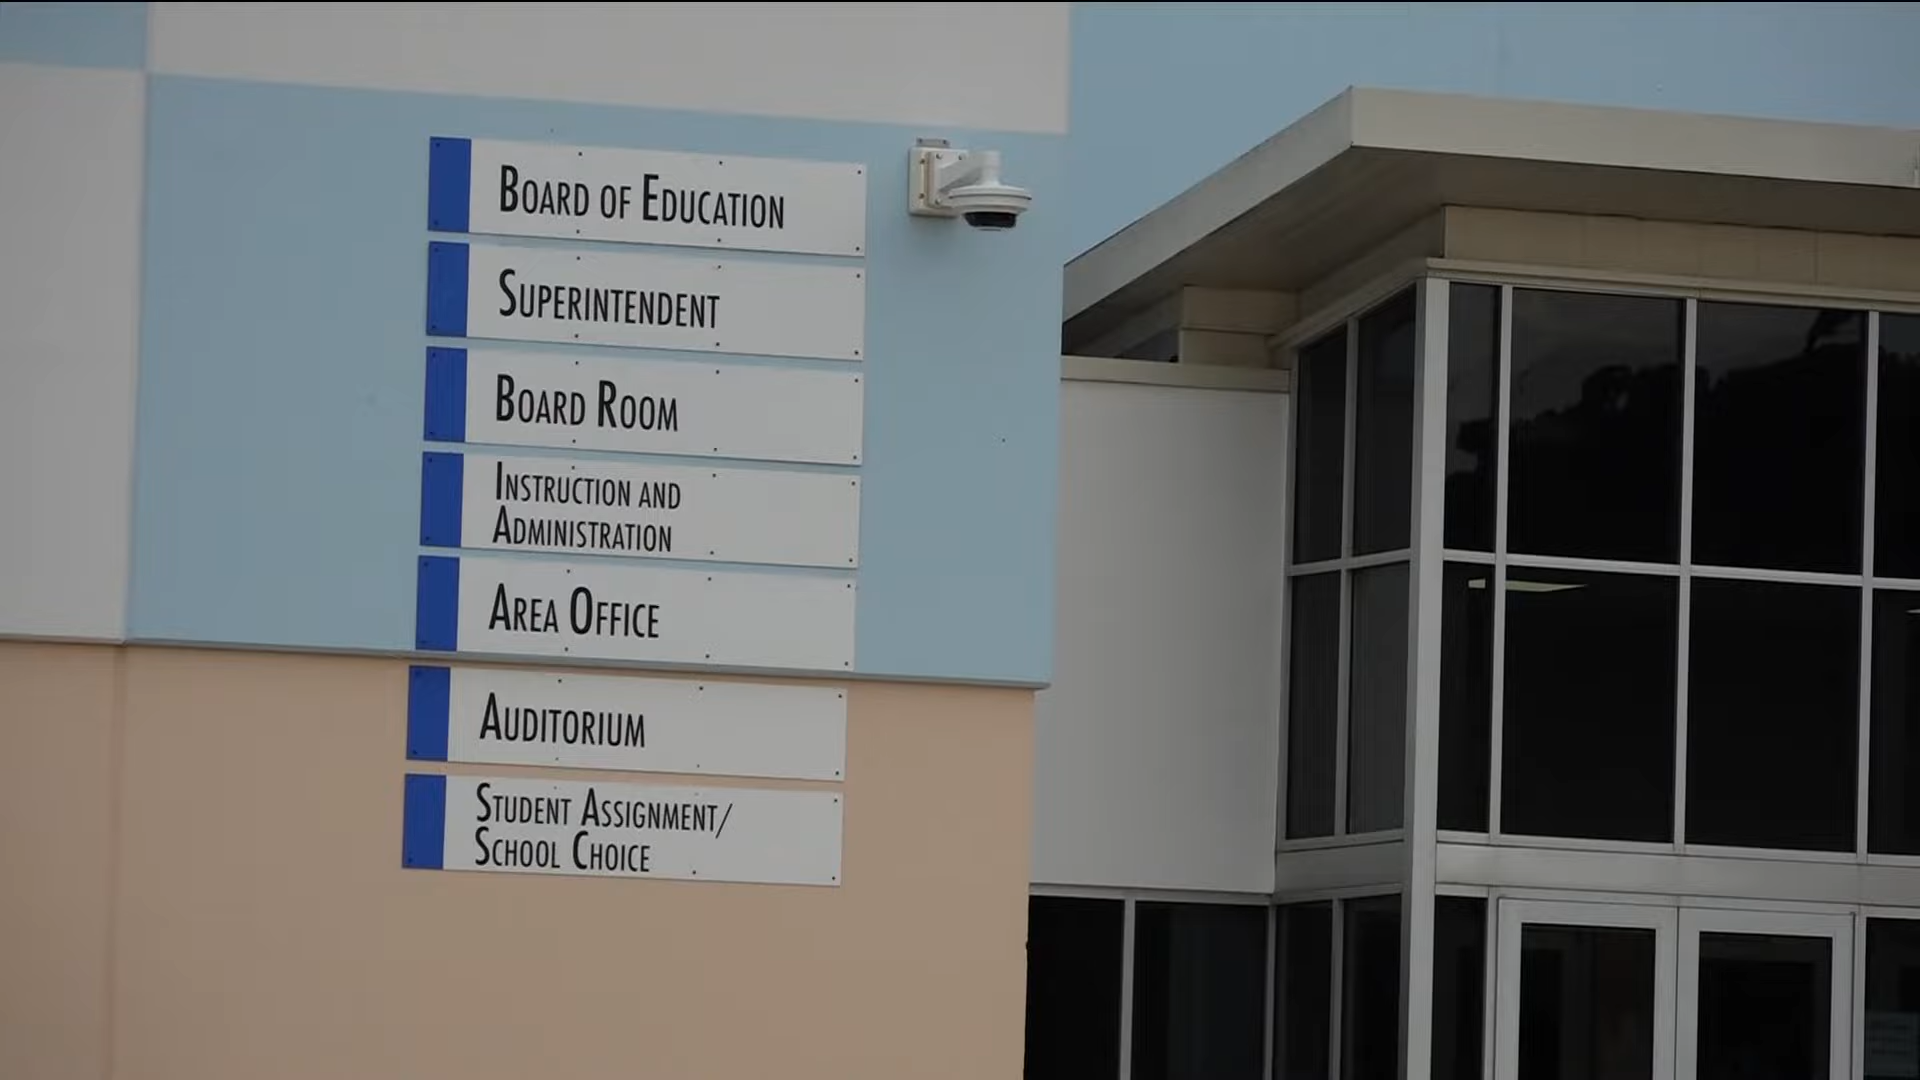 Board of Education
Superintendent
Board Room
Instruction and
Administration
Area Office
Auditorium
Student Assignment/
School Choice